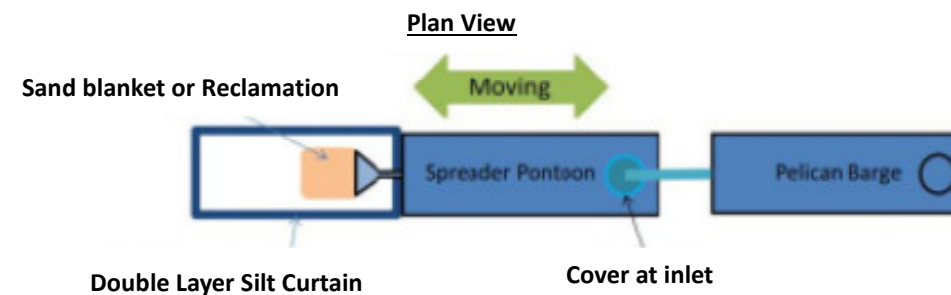 Plan View
Sand blanket or Reclamation
Moving
Spreader Pontoon
Pelican Barge
Double Layer Silt Curtain
Cover at inlet